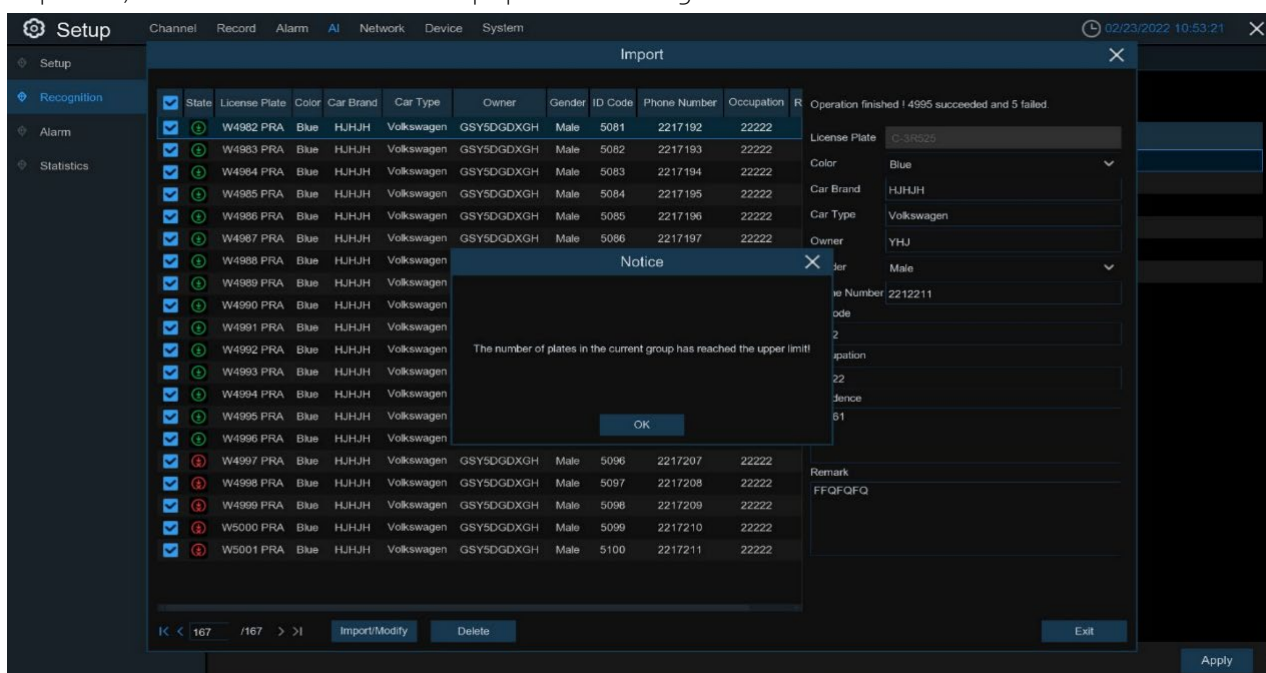 Setup Channel Record Alarm AI Network Device System 02/23/2022 10:53:21
Import
Setup
Recognition
Alarm
Statistics
State License Plate Color Car Brand Car Type Owner Gender ID Code Phone Number Occupation R
W4982 PRA Blue HJHJH Volkswagen GSY5DGDXGH Male 5081 2217192 22222
W4983 PRA Blue HJHJH Volkswagen GSY5DGDXGH Male 5082 2217193 22222
W4984 PRA Blue HJHJH Volkswagen GSY5DGDXGH Male 5083 2217194 22222
W4985 PRA Blue HJHJH Volkswagen GSY5DGDXGH Male 5084 2217195 22222
W4986 PRA Blue HJHJH Volkswagen GSY5DGDXGH Male 5085 2217196 22222
W4987 PRA Blue HJHJH Volkswagen GSY5DGDXGH Male 5086 2217197 22222
W4988 PRA Blue HJHJH Volkswagen
W4989 PRA Blue HJHJH Volkswagen
W4990 PRA Blue HJHJH Volkswagen
W4991 PRA Blue HJHJH Volkswagen
W4992 PRA Blue HJHJH Volkswagen
W4993 PRA Blue HJHJH Volkswagen
W4994 PRA Blue HJHJH Volkswagen
W4995 PRA Blue HJHJH Volkswagen
W4996 PRA Blue HJHJH Volkswagen
W4997 PRA Blue HJHJH Volkswagen GSY5DGDXGH Male 5096 2217207 22222
W4998 PRA Blue HJHJH Volkswagen GSY5DGDXGH Male 5097 2217208 22222
W4999 PRA Blue HJHJH Volkswagen GSY5DGDXGH Male 5098 2217209 22222
W5000 PRA Blue HJHJH Volkswagen GSY5DGDXGH Male 5099 2217210 22222
W5001 PRA Blue HJHJH Volkswagen GSY5DGDXGH Male 5100 2217211 22222
Notice
The number of plates in the current group has reached the upper limit!
OK
Operation finished ! 4995 succeeded and 5 failed.
License Plate C-3R525
Color Blue
Car Brand HJHJH
Car Type Volkswagen
Owner YHJ
der Male
ne Number 2212211
ode
2
upation
22
dence
61
Remark
FFQFQFQ
167 /167 Import/Modify Delete Exit
Apply